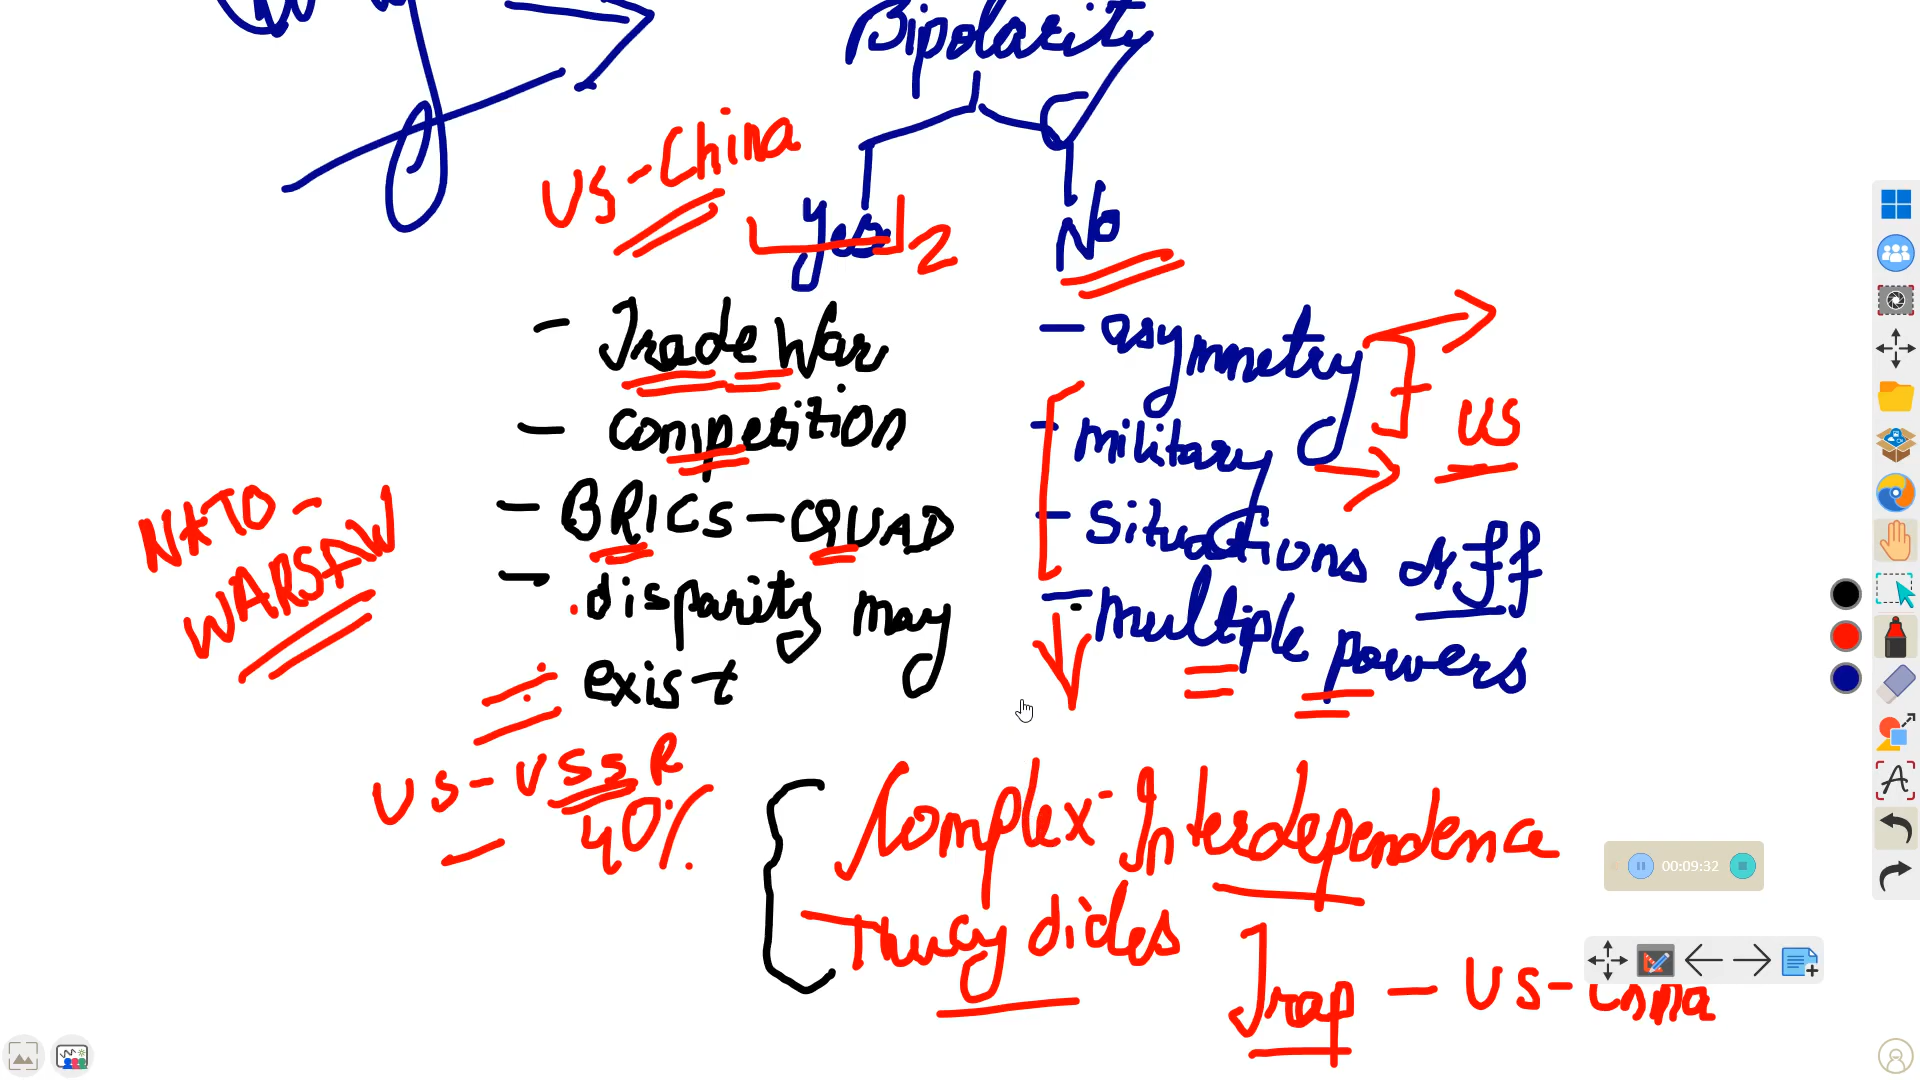 Bipolarity
US-China
Yes 2
No
- Trade War
- competition
- BRICS - QUAD
- disparity may
exist
NATO -
WARSAW
US - USSR
40%
- asymmetry
- military
US
- Situations diff
- Multiple powers
Complex-Interdependence
Thucydides
Trap - US - China
00:09:32